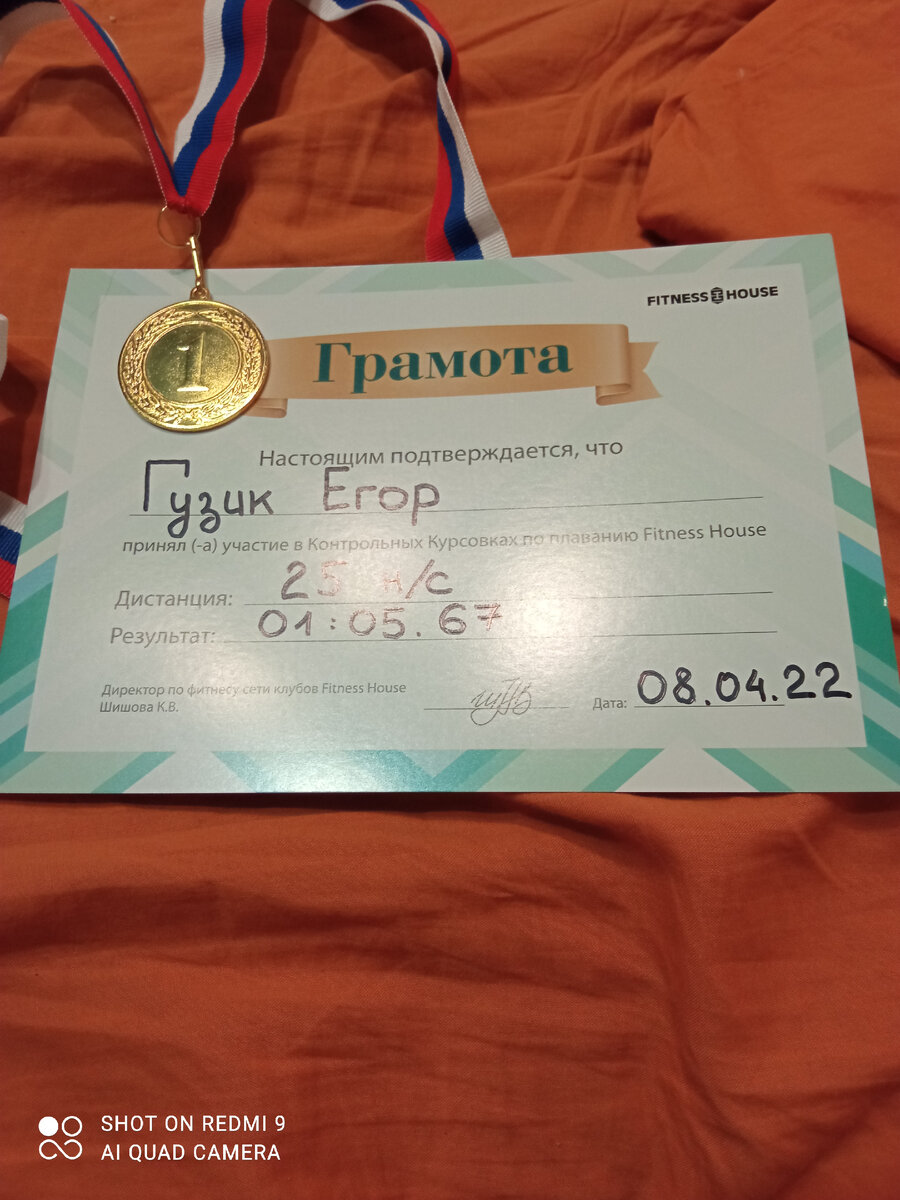 FITNESS HOUSE
1
Грамота
Настоящим подтверждается, что
Гузик Егор
принял (-а) участие в Контрольных Курсовках по плаванию Fitness House
Дистанция: 25 н/с
Результат: 01:05.67
Директор по фитнесу сети клубов Fitness House
Шишова К.В.
Дата: 08.04.22
SHOT ON REDMI 9
AI QUAD CAMERA